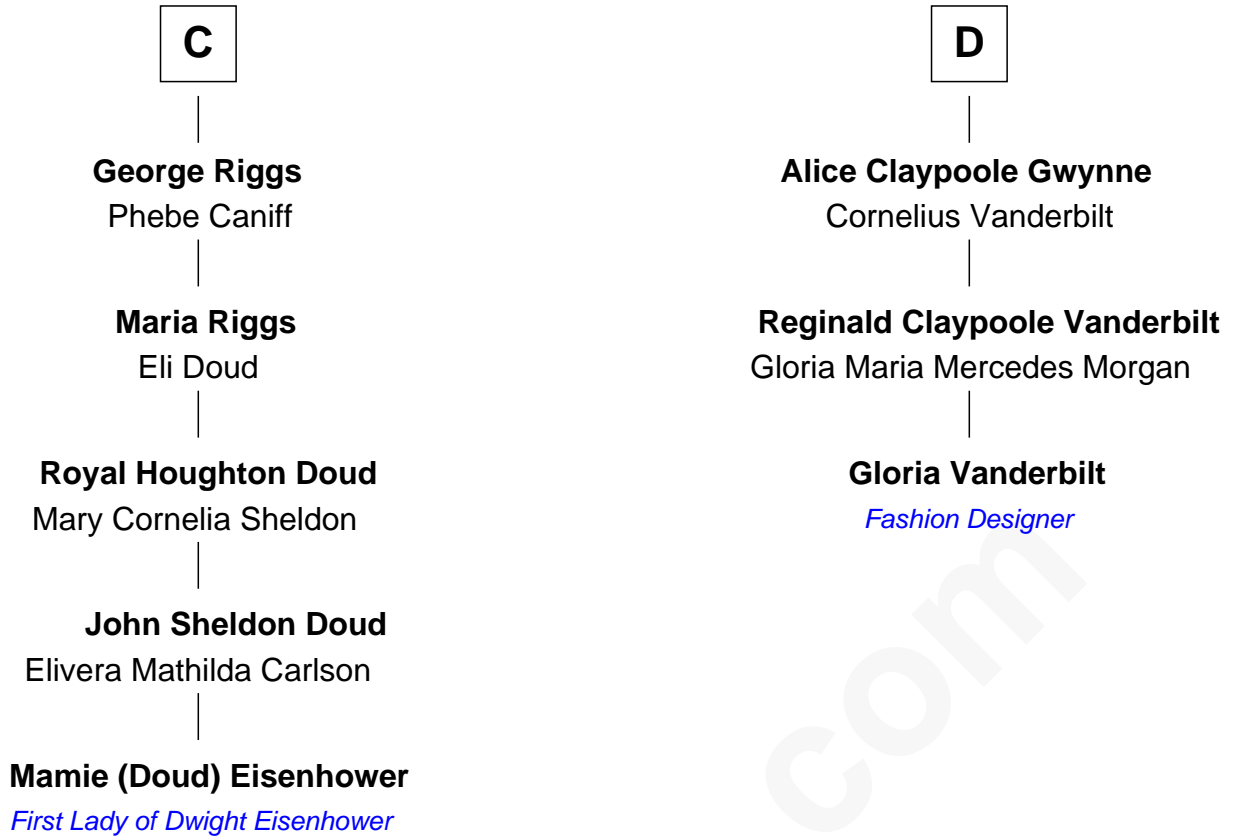 C
George Riggs
Phebe Caniff
Maria Riggs
Eli Doud
Royal Houghton Doud
Mary Cornelia Sheldon
John Sheldon Doud
Elivera Mathilda Carlson
Mamie (Doud) Eisenhower
First Lady of Dwight Eisenhower
D
Alice Claypoole Gwynne
Cornelius Vanderbilt
Reginald Claypoole Vanderbilt
Gloria Maria Mercedes Morgan
Gloria Vanderbilt
Fashion Designer
com